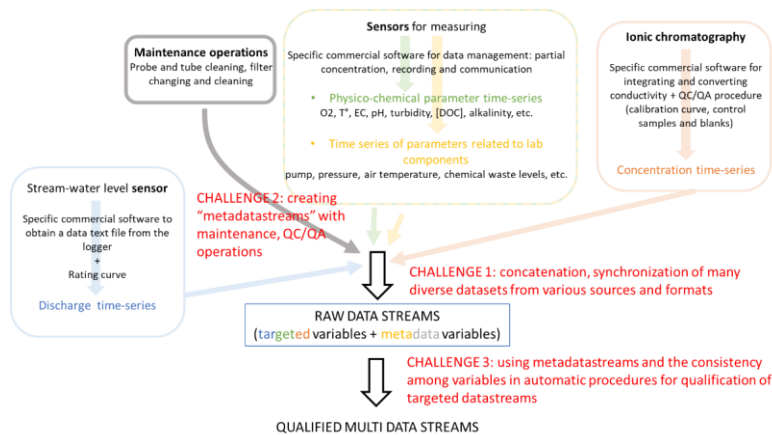 Maintenance operations
Probe and tube cleaning, filter
changing and cleaning
Sensors for measuring
Specific commercial software for data management: partial
concentration, recording and communication
• Physico-chemical parameter time-series
O2, T°, EC, pH, turbidity, [DOC], alkalinity, etc.
• Time series of parameters related to lab
components
pump, pressure, air temperature, chemical waste levels, etc.
Ionic chromatography
Specific commercial software for
integrating and converting
conductivity + QC/QA procedure
(calibration curve, control
samples and blanks)
Concentration time-series
Stream-water level sensor
Specific commercial software to
obtain a data text file from the
logger
+
Rating curve
Discharge time-series
CHALLENGE 2: creating
“metadatastreams” with
maintenance, QC/QA
operations
CHALLENGE 1: concatenation, synchronization of many
diverse datasets from various sources and formats
RAW DATA STREAMS
(targeted variables + metadata variables)
CHALLENGE 3: using metadatastreams and the consistency
among variables in automatic procedures for qualification of
targeted datastreams
QUALIFIED MULTI DATA STREAMS